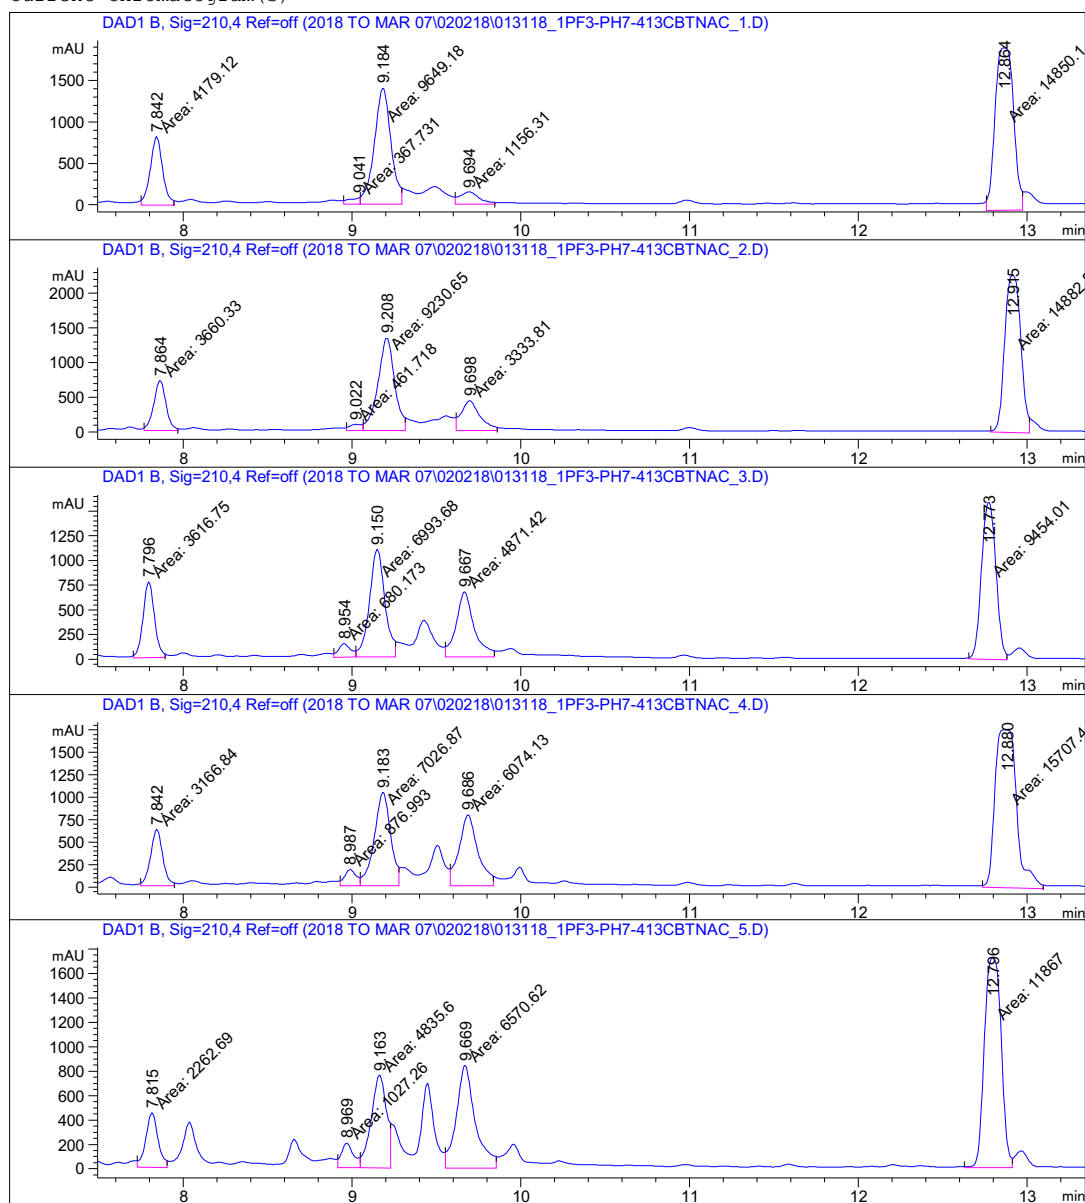 DAD1 B, Sig=210,4 Ref=off (2018 TO MAR 07\020218\013118_1PF3-PH7-413CBTNAC_1.D)
mAU
1500
1000
500
0
7.842
Area: 4179.12
9.041
Area: 367.731
9.184
Area: 9649.18
9.694
Area: 1156.31
12.864
Area: 14850.1
8 9 10 11 12 13 min
DAD1 B, Sig=210,4 Ref=off (2018 TO MAR 07\020218\013118_1PF3-PH7-413CBTNAC_2.D)
mAU
2000
1500
1000
500
0
7.864
Area: 3660.33
9.022
Area: 461.718
9.208
Area: 9230.65
9.698
Area: 3333.81
12.915
Area: 14882.
8 9 10 11 12 13 min
DAD1 B, Sig=210,4 Ref=off (2018 TO MAR 07\020218\013118_1PF3-PH7-413CBTNAC_3.D)
mAU
1250
1000
750
500
250
0
7.796
Area: 3616.75
8.954
Area: 680.173
9.150
Area: 6993.68
9.667
Area: 4871.42
12.773
Area: 9454.01
8 9 10 11 12 13 min
DAD1 B, Sig=210,4 Ref=off (2018 TO MAR 07\020218\013118_1PF3-PH7-413CBTNAC_4.D)
mAU
1500
1250
1000
750
500
250
0
7.842
Area: 3166.84
8.987
Area: 876.993
9.183
Area: 7026.87
9.686
Area: 6074.13
12.880
Area: 15707.4
8 9 10 11 12 13 min
DAD1 B, Sig=210,4 Ref=off (2018 TO MAR 07\020218\013118_1PF3-PH7-413CBTNAC_5.D)
mAU
1600
1400
1200
1000
800
600
400
200
0
7.815
Area: 2262.69
8.969
Area: 1027.26
9.163
Area: 4835.6
9.669
Area: 6570.62
12.796
Area: 11867
8 9 10 11 12 13 min